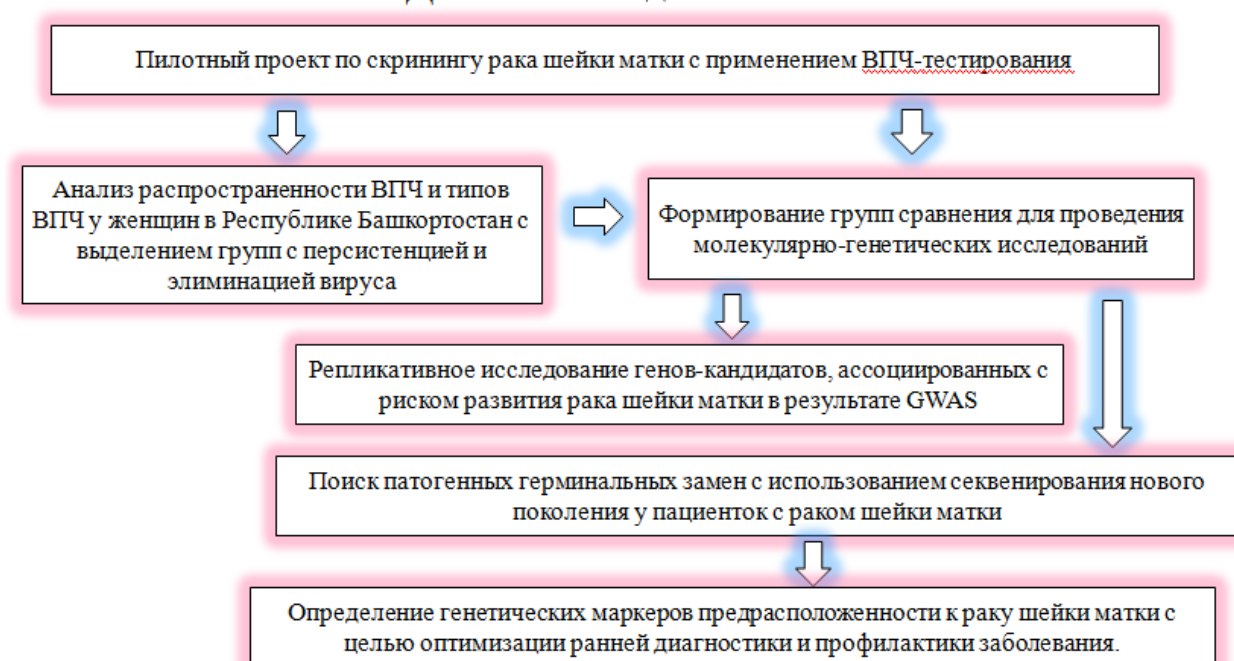 Пилотный проект по скринингу рака шейки матки с применением ВПЧ-тестирования
Анализ распространенности ВПЧ и типов
ВПЧ у женщин в Республике Башкортостан с
выделением групп с персистенцией и
элиминацией вируса
Формирование групп сравнения для проведения
молекулярно-генетических исследований
Репликативное исследование генов-кандидатов, ассоциированных с
риском развития рака шейки матки в результате GWAS
Поиск патогенных герминальных замен с использованием секвенирования нового
поколения у пациенток с раком шейки матки
Определение генетических маркеров предрасположенности к раку шейки матки с
целью оптимизации ранней диагностики и профилактики заболевания.